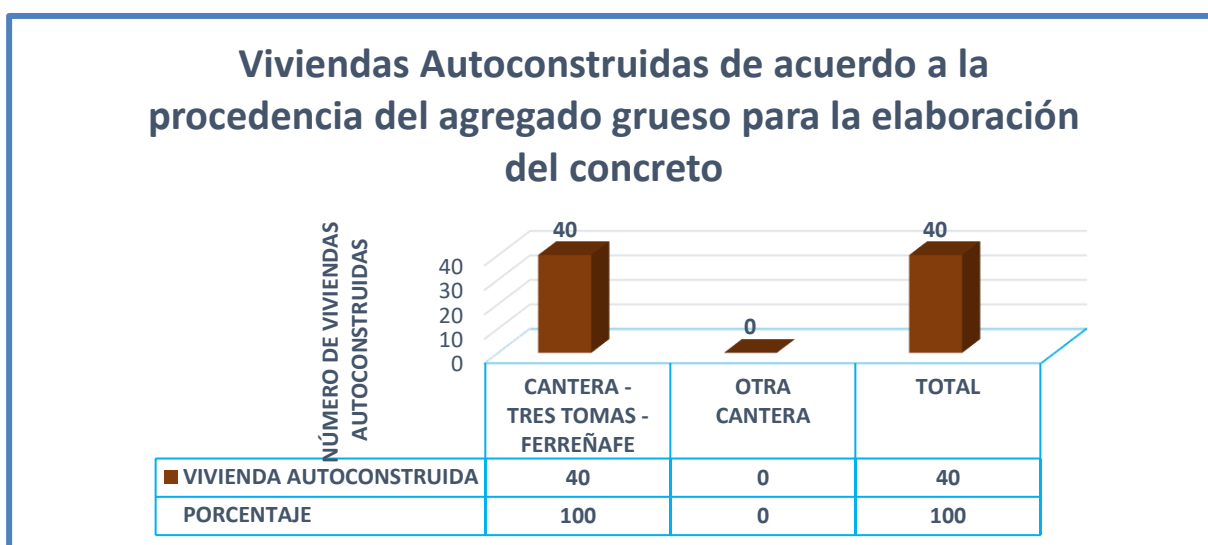 Viviendas Autoconstruidas de acuerdo a la
procedencia del agregado grueso para la elaboración
del concreto
NÚMERO DE VIVIENDAS
AUTOCONSTRUIDAS
40
30
20
10
0
40
0
40
CANTERA -
TRES TOMAS -
FERREÑAFE
OTRA
CANTERA
TOTAL
VIVIENDA AUTOCONSTRUIDA 40 0 40
PORCENTAJE 100 0 100